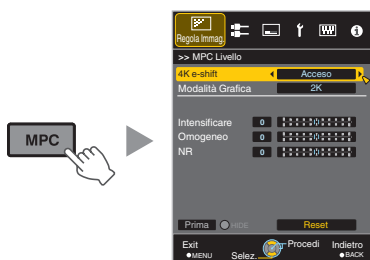 MPC
Regola Immag.
>> MPC Livello
4K e-shift Acceso
Modalità Grafica 2K
Intensificare 0
Omogeneo 0
NR 0
Prima HIDE Reset
Exit Procedi Indietro
MENU Selez. BACK